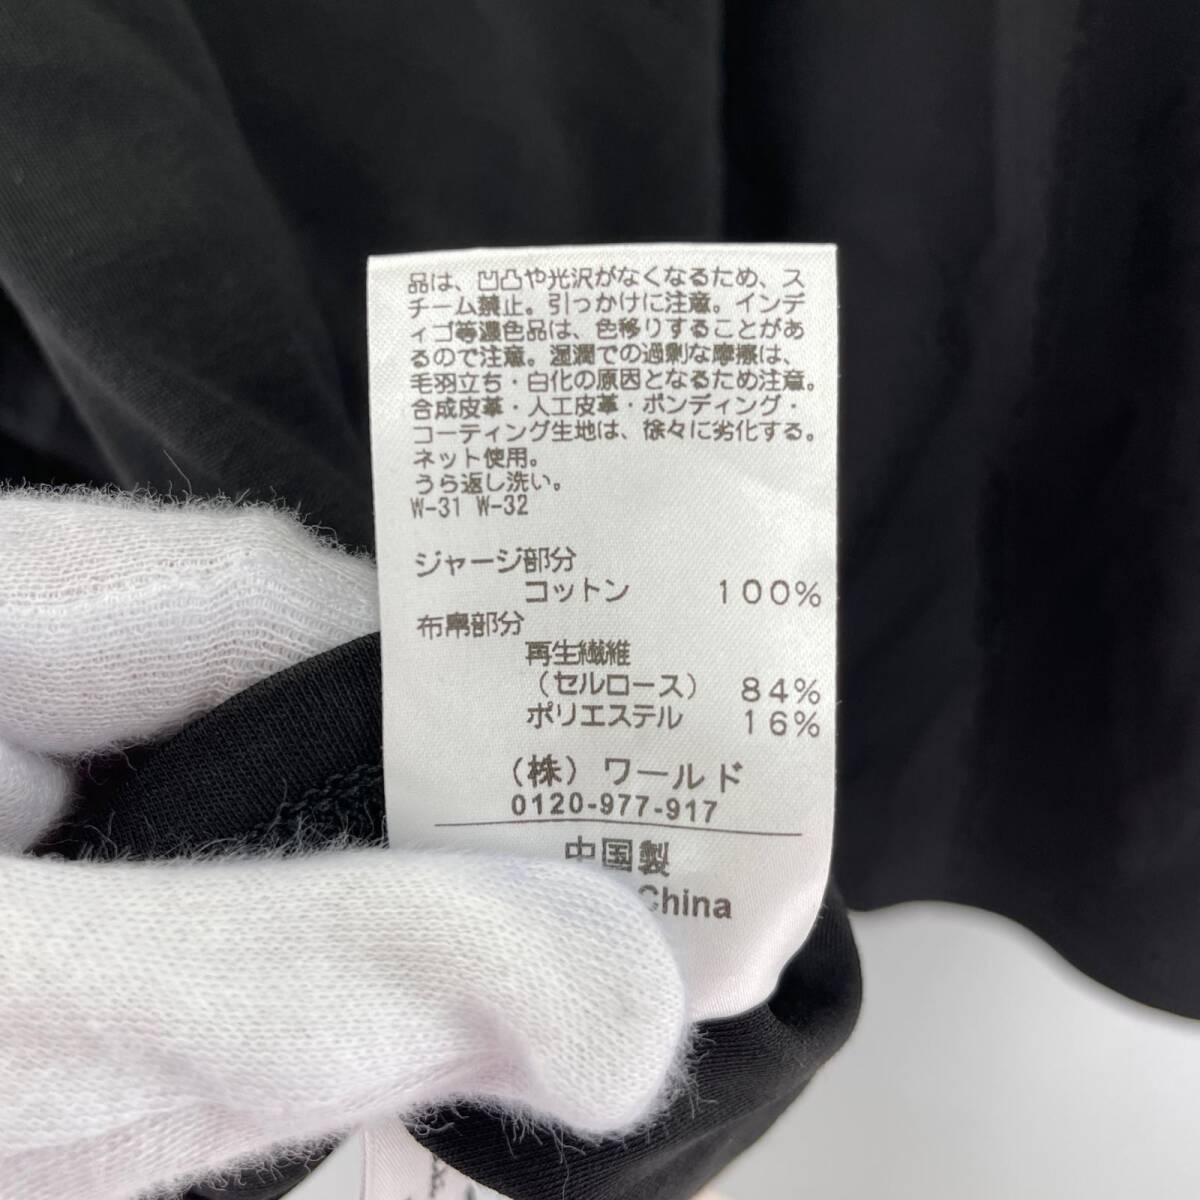 品は、凹凸や光沢がなくなるため、ス
チーム禁止。引っかけに注意。インデ
ィゴ等濃色品は、色移りすることがあ
るので注意。湿潤での過剰な摩擦は、
毛羽立ち・白化の原因となるため注意。
合成皮革・人工皮革・ボンディング・
コーティング生地は、徐々に劣化する。
ネット使用。
うら返し洗い。
W-31 W-32
ジャージ部分
コットン 100%
布帛部分
再生繊維
(セルロース) 84%
ポリエステル 16%
(株)ワールド
0120-977-917
中国製
China